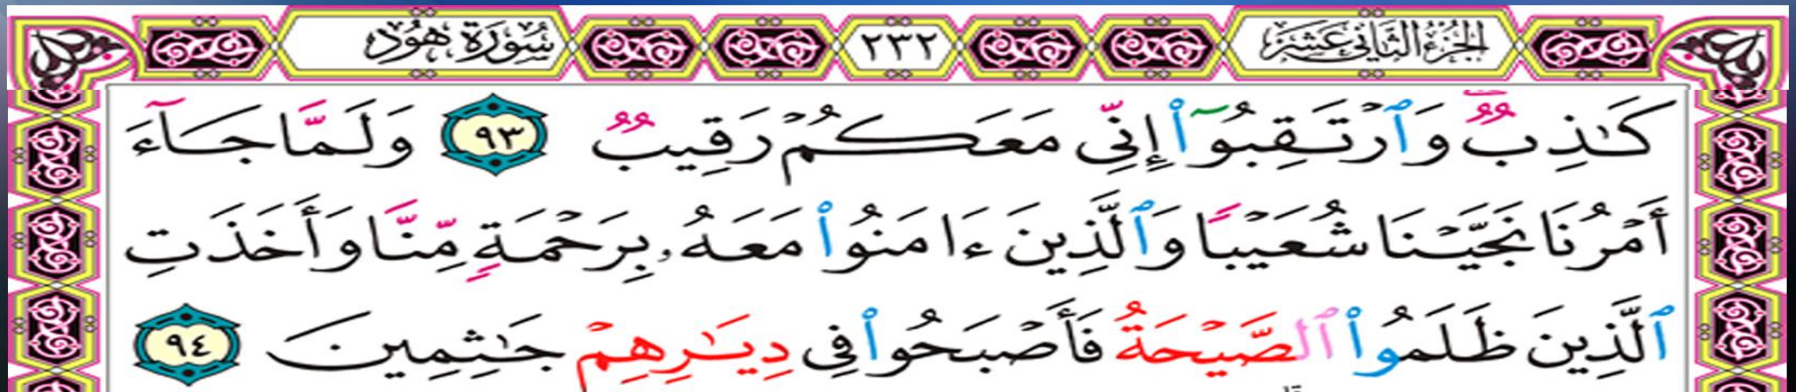 الجزء الثاني عشر ٢٣٢ سورة هود
كَـٰذِبٌ وَٱرْتَقِبُوٓا۟ إِنِّى مَعَكُمْ رَقِيبٌ ٩٣ وَلَمَّا جَآءَ
أَمْرُنَا نَجَّيْنَا شُعَيْبًا وَٱلَّذِينَ ءَامَنُوا۟ مَعَهُۥ بِرَحْمَةٍ مِّنَّا وَأَخَذَتِ
ٱلَّذِينَ ظَلَمُوا۟ ٱلصَّيْحَةُ فَأَصْبَحُوا۟ فِى دِيَـٰرِهِمْ جَـٰثِمِينَ ٩٤